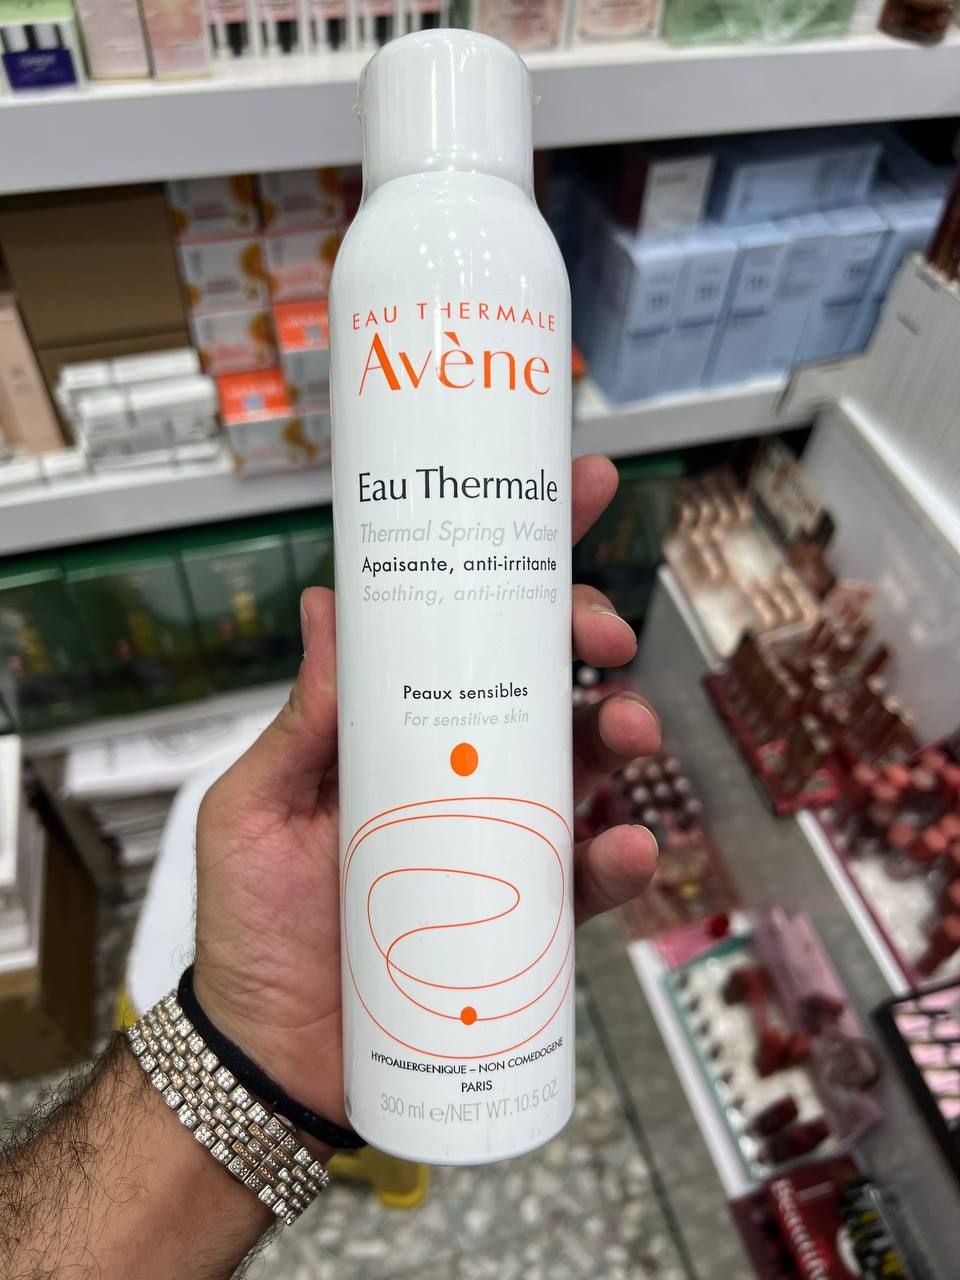 EAU THERMALE
Avène
Eau Thermale
Thermal Spring Water
Apaisante, anti-irritante
Soothing, anti-irritating
Peaux sensibles
For sensitive skin
HYPOALLERGENIQUE – NON COMEDOGENE
PARIS
300 ml e/NET WT.10.5 OZ.